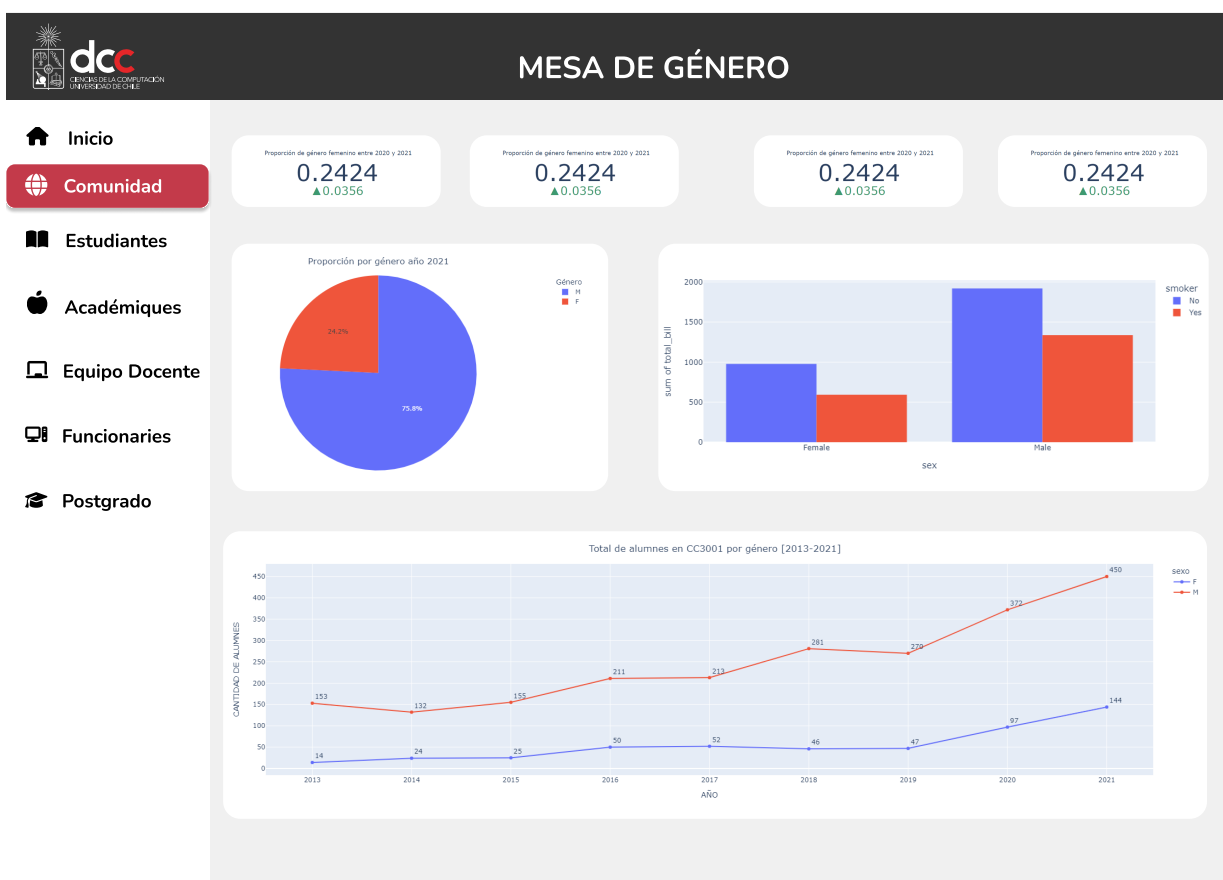 dcc
CIENCIAS DE LA COMPUTACIÓN
UNIVERSIDAD DE CHILE
MESA DE GÉNERO
Inicio
Comunidad
Estudiantes
Académiques
Equipo Docente
Funcionaries
Postgrado
Proporción de género femenino entre 2020 y 2021
0.2424
▲0.0356
Proporción de género femenino entre 2020 y 2021
0.2424
▲0.0356
Proporción de género femenino entre 2020 y 2021
0.2424
▲0.0356
Proporción de género femenino entre 2020 y 2021
0.2424
▲0.0356
Proporción por género año 2021
Género
M
F
24.2%
75.8%
2000
1500
1000
500
0
sum of total_bill
Female
Male
sex
smoker
No
Yes
Total de alumnes en CC3001 por género [2013-2021]
450
400
350
300
250
200
150
100
50
0
CANTIDAD DE ALUMNES
153
132
155
211
213
281
270
372
450
14
24
25
50
52
46
47
97
144
2013
2014
2015
2016
2017
2018
2019
2020
2021
AÑO
sexo
F
M